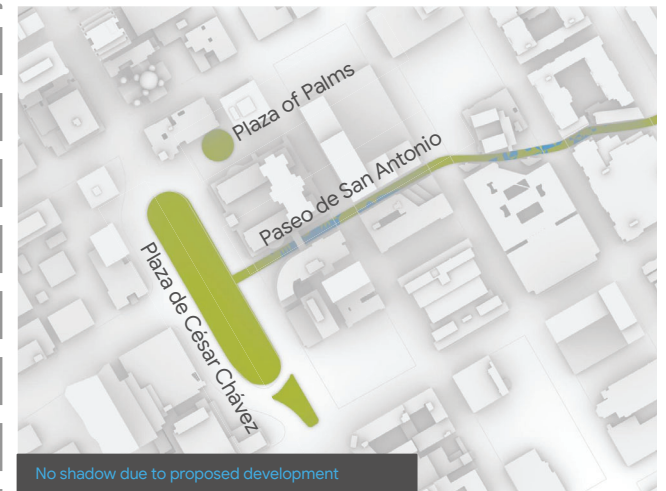 Plaza of Palms
Paseo de San Antonio
Plaza de César Chávez
No shadow due to proposed development